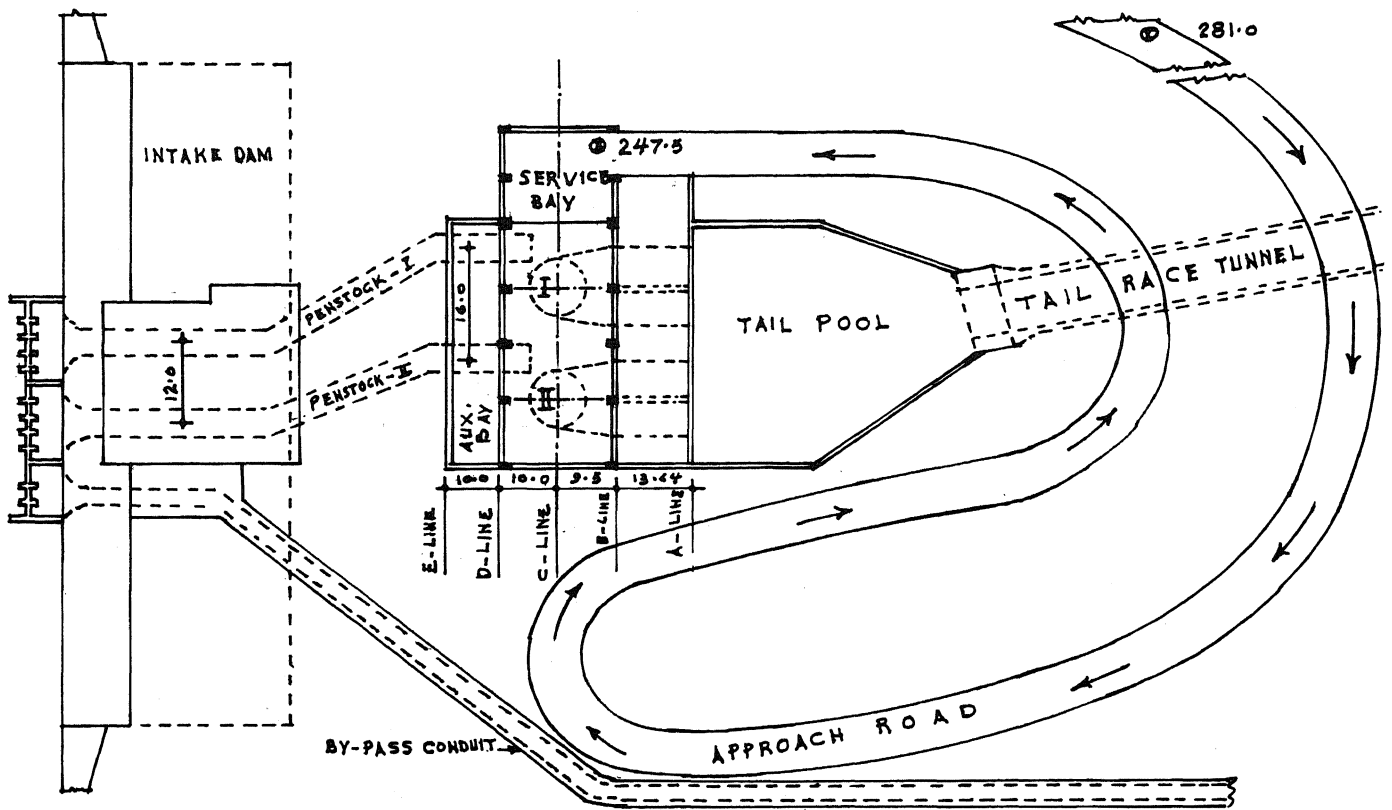 281.0
INTAKE DAM
247.5
SERVICE
BAY
PENSTOCK-I
16.0
I
TAIL RACE TUNNEL
TAIL POOL
12.0
PENSTOCK-II
II
AUX.
BAY
10.0 10.0 9.5 13.64
E-LINE
D-LINE
C-LINE
B-LINE
A-LINE
APPROACH ROAD
BY-PASS CONDUIT